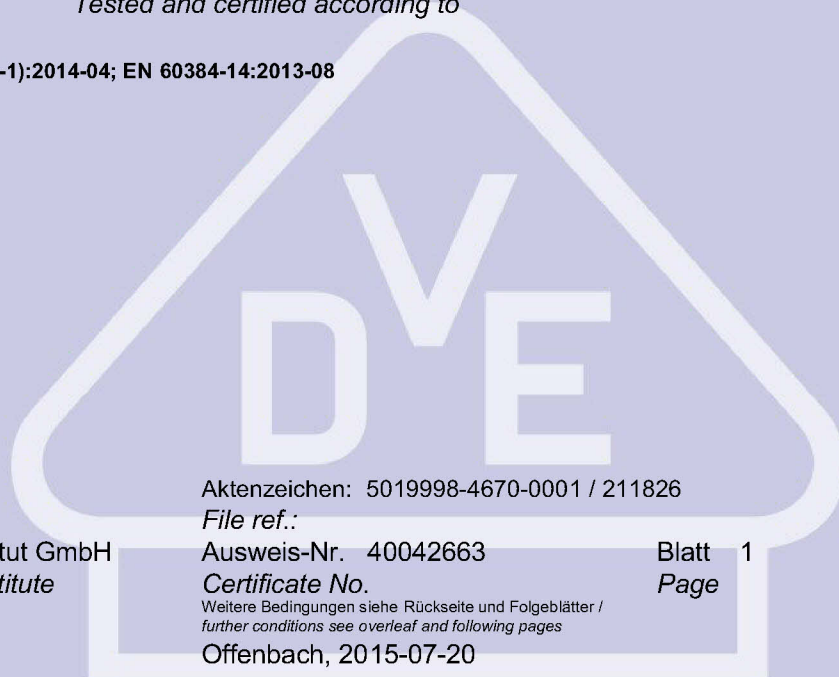 Tested and certified according to
-1):2014-04; EN 60384-14:2013-08
VDE
Aktenzeichen: 5019998-4670-0001 / 211826
File ref.:
tut GmbH Ausweis-Nr. 40042663 Blatt 1
titute Certificate No. Page
Weitere Bedingungen siehe Rückseite und Folgeblätter /
further conditions see overleaf and following pages
Offenbach, 2015-07-20